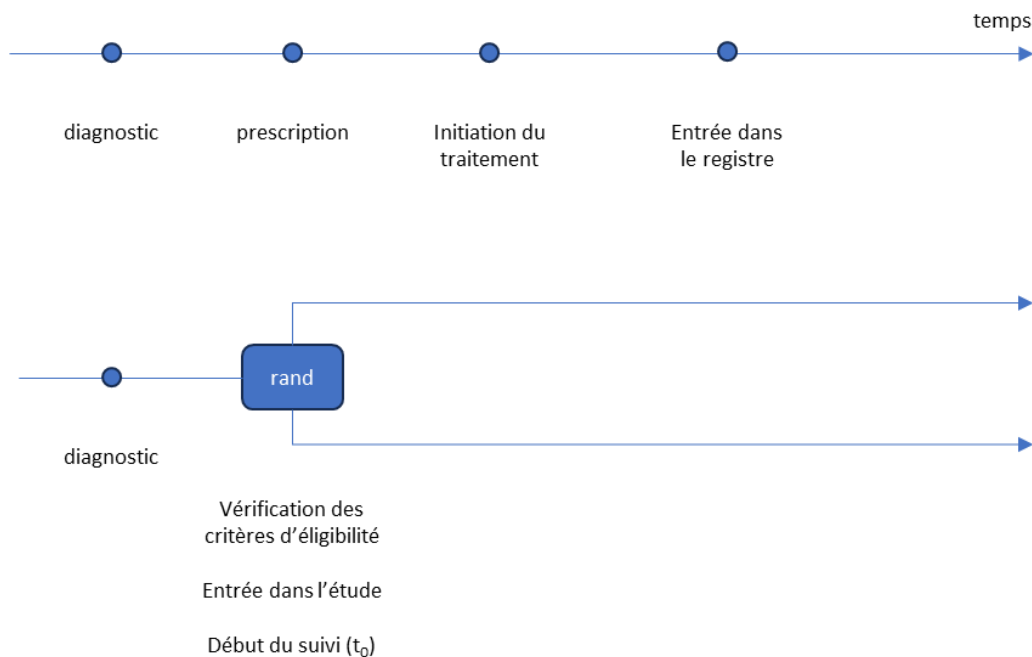 temps
diagnostic
prescription
Initiation du
traitement
Entrée dans
le registre
rand
diagnostic
Vérification des
critères d’éligibilité
Entrée dans l’étude
Début du suivi (t₀)